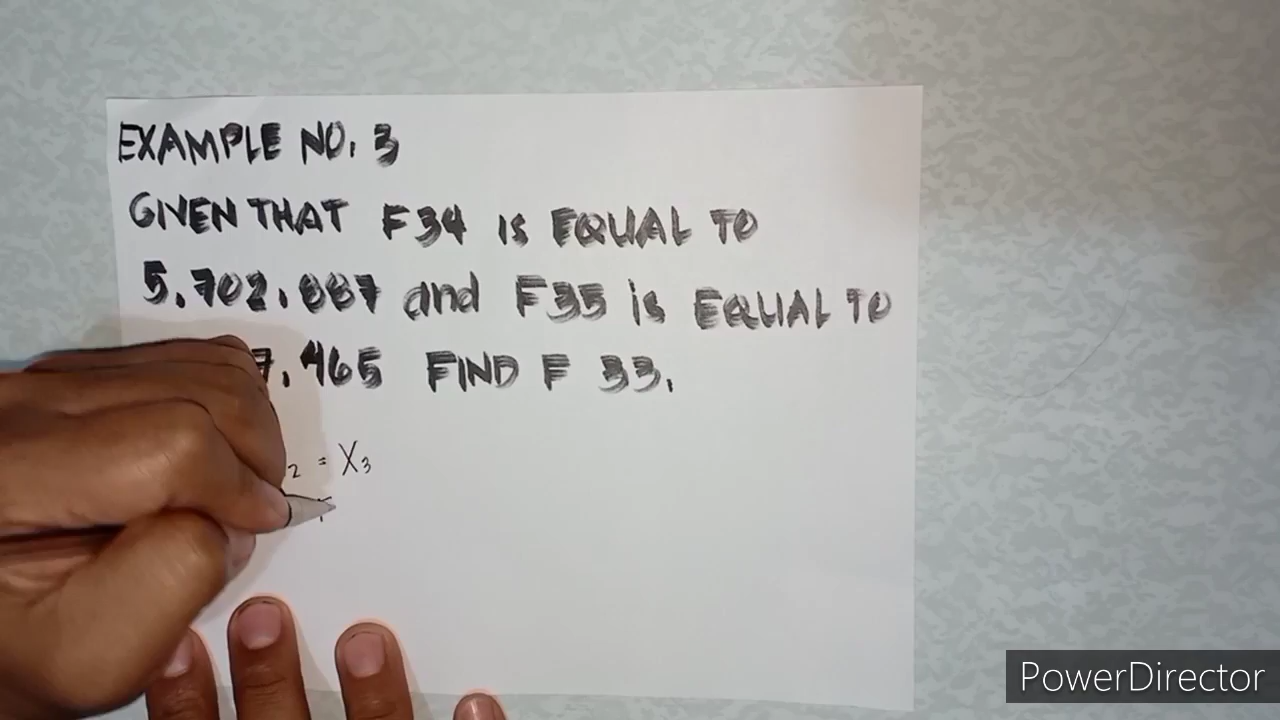 EXAMPLE NO. 3
GIVEN THAT F34 IS EQUAL TO
5,702,887 and F35 is EQUAL TO
7,465 FIND F 33.
2 = X3
F
PowerDirector